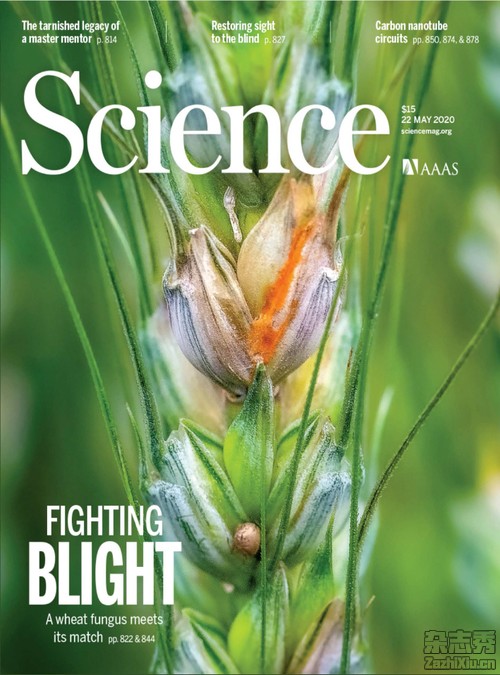 The tarnished legacy of
a master mentor p. 814
Restoring sight
to the blind p. 827
Carbon nanotube
circuits pp. 850, 874, & 878
Science
$15
22 MAY 2020
sciencemag.org
AAAS
FIGHTING
BLIGHT
A wheat fungus meets
its match pp. 822 & 844
杂志秀
ZazhiXiu.cn